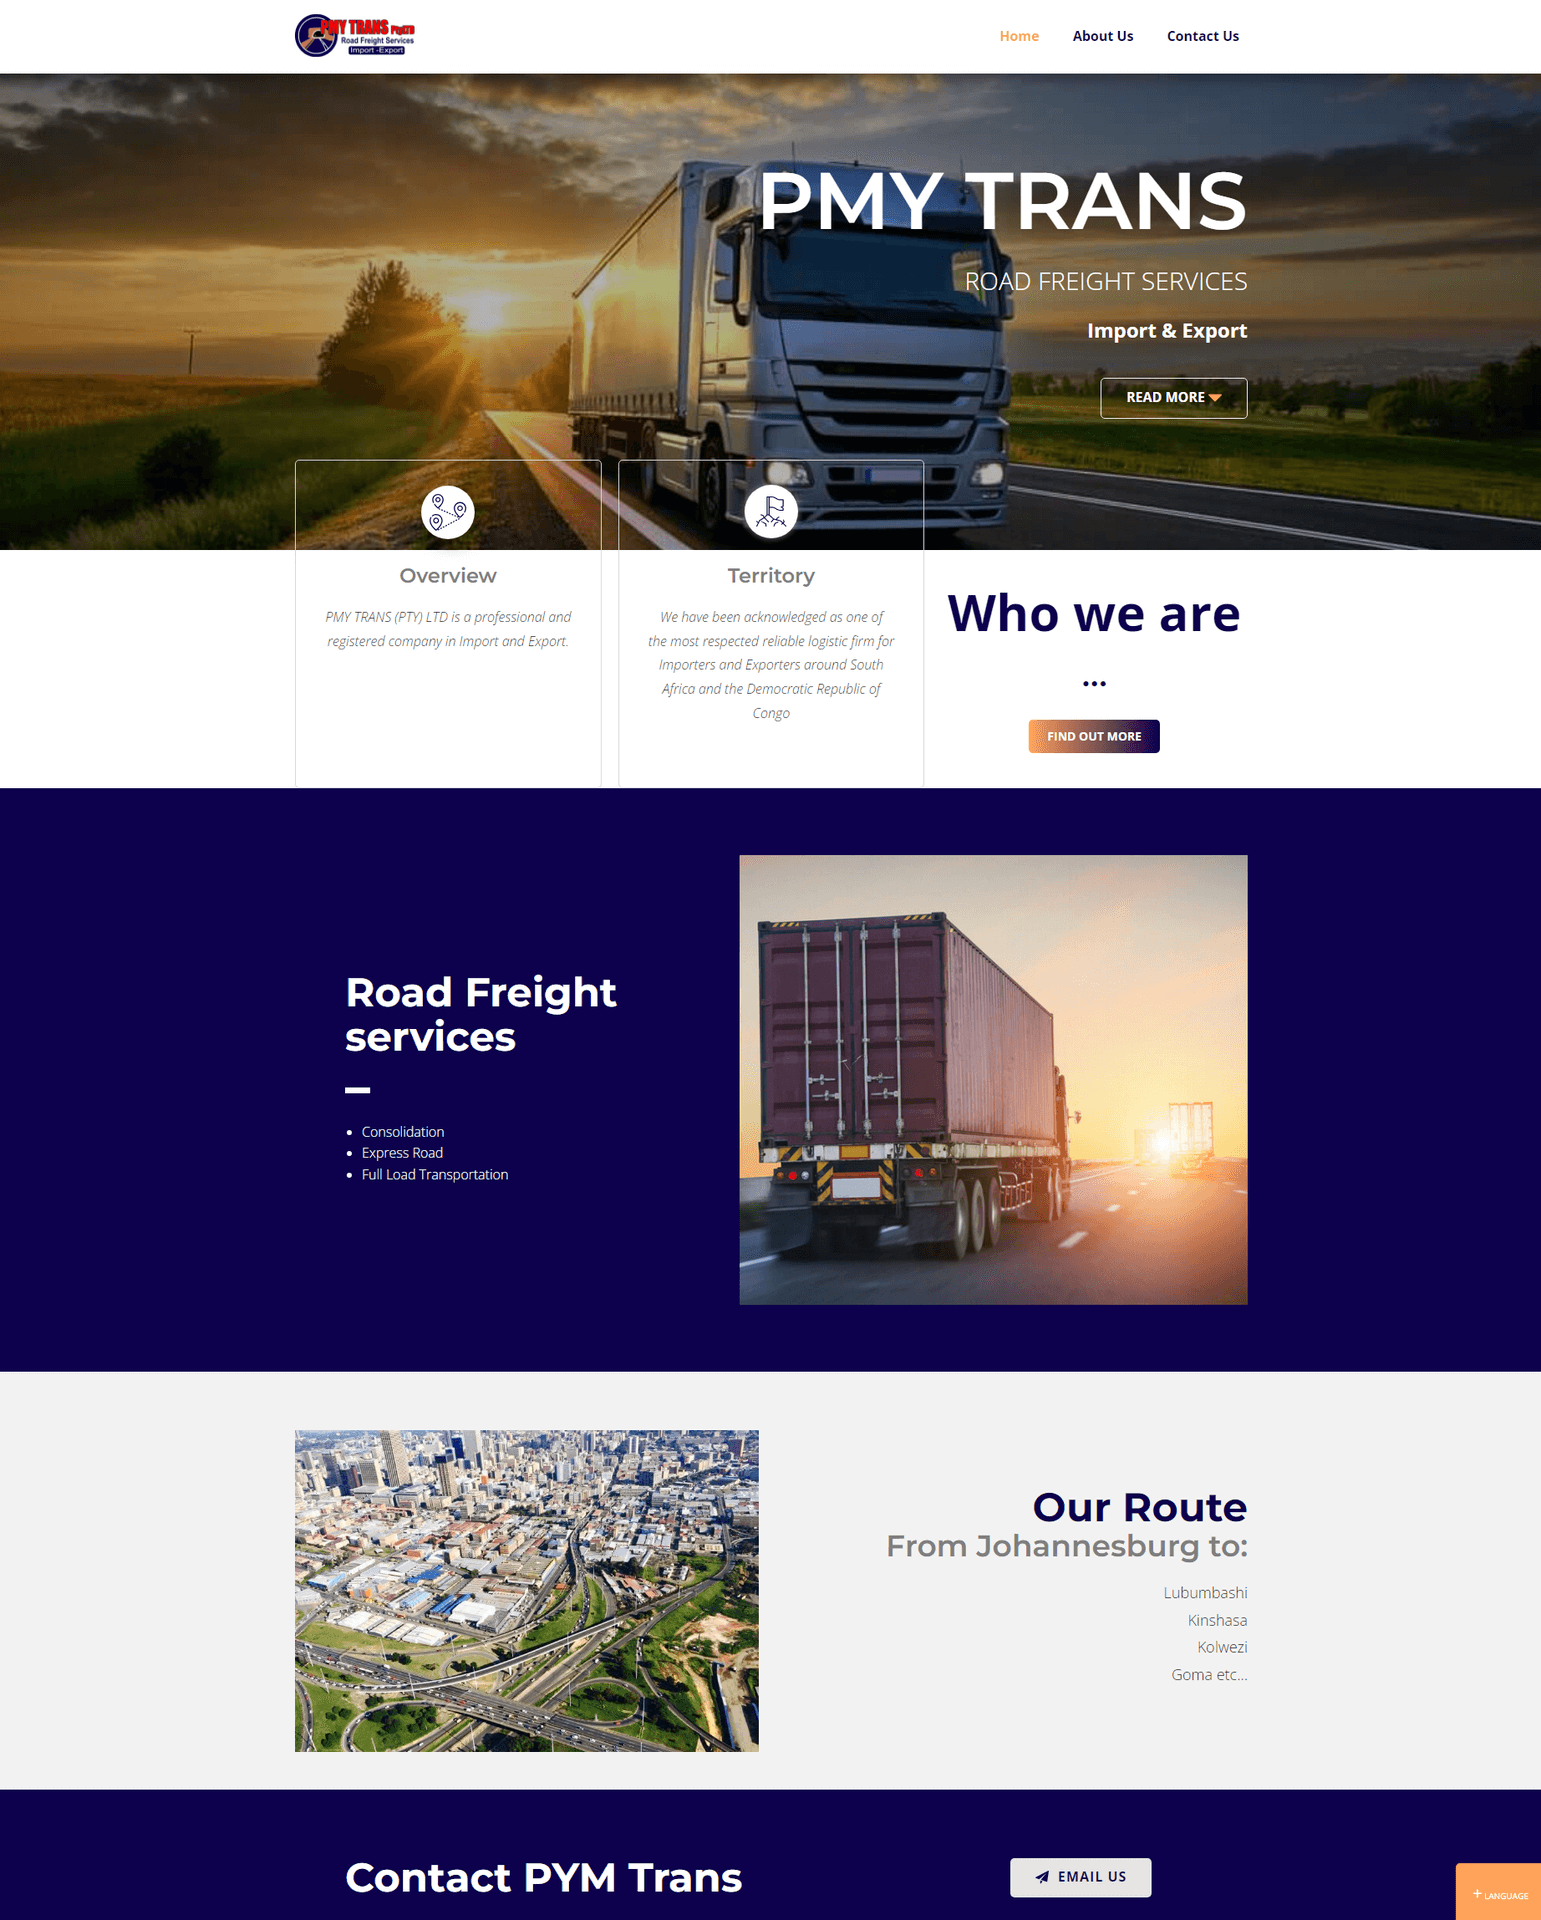 PMY TRANS PtyLTD
Road Freight Services
Import -Export
Home
About Us
Contact Us
PMY TRANS
ROAD FREIGHT SERVICES
Import & Export
READ MORE
Overview
PMY TRANS (PTY) LTD is a professional and
registered company in Import and Export.
Territory
We have been acknowledged as one of
the most respected reliable logistic firm for
Importers and Exporters around South
Africa and the Democratic Republic of
Congo
Who we are
...
FIND OUT MORE
Road Freight
services
• Consolidation
• Express Road
• Full Load Transportation
Our Route
From Johannesburg to:
Lubumbashi
Kinshasa
Kolwezi
Goma etc...
Contact PYM Trans
EMAIL US
+ LANGUAGE